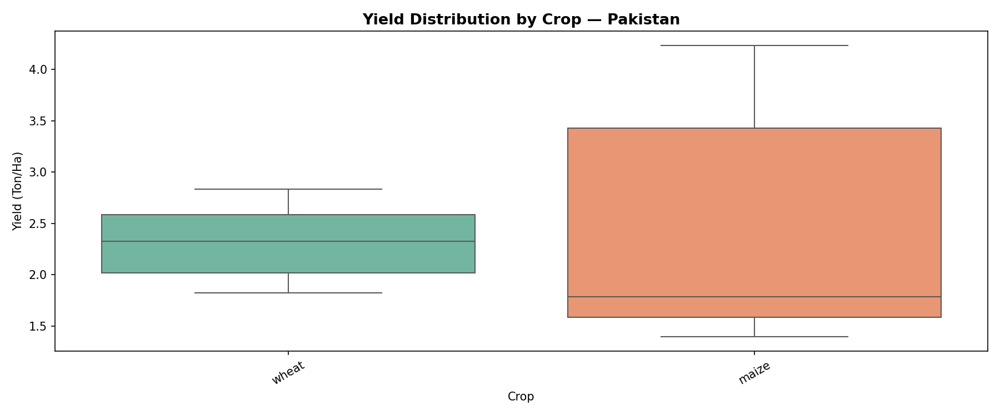 Yield Distribution by Crop — Pakistan
Yield (Ton/Ha)
4.0
3.5
3.0
2.5
2.0
1.5
wheat
maize
Crop